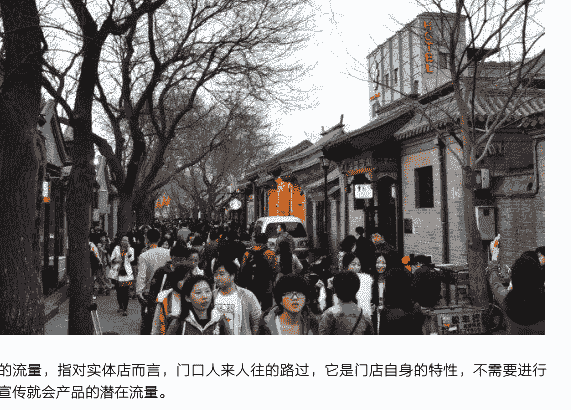 HOTEL
的流量，指对实体店而言，门口人来人往的路过，它是门店自身的特性，不需要进行
宣传就会产品的潜在流量。